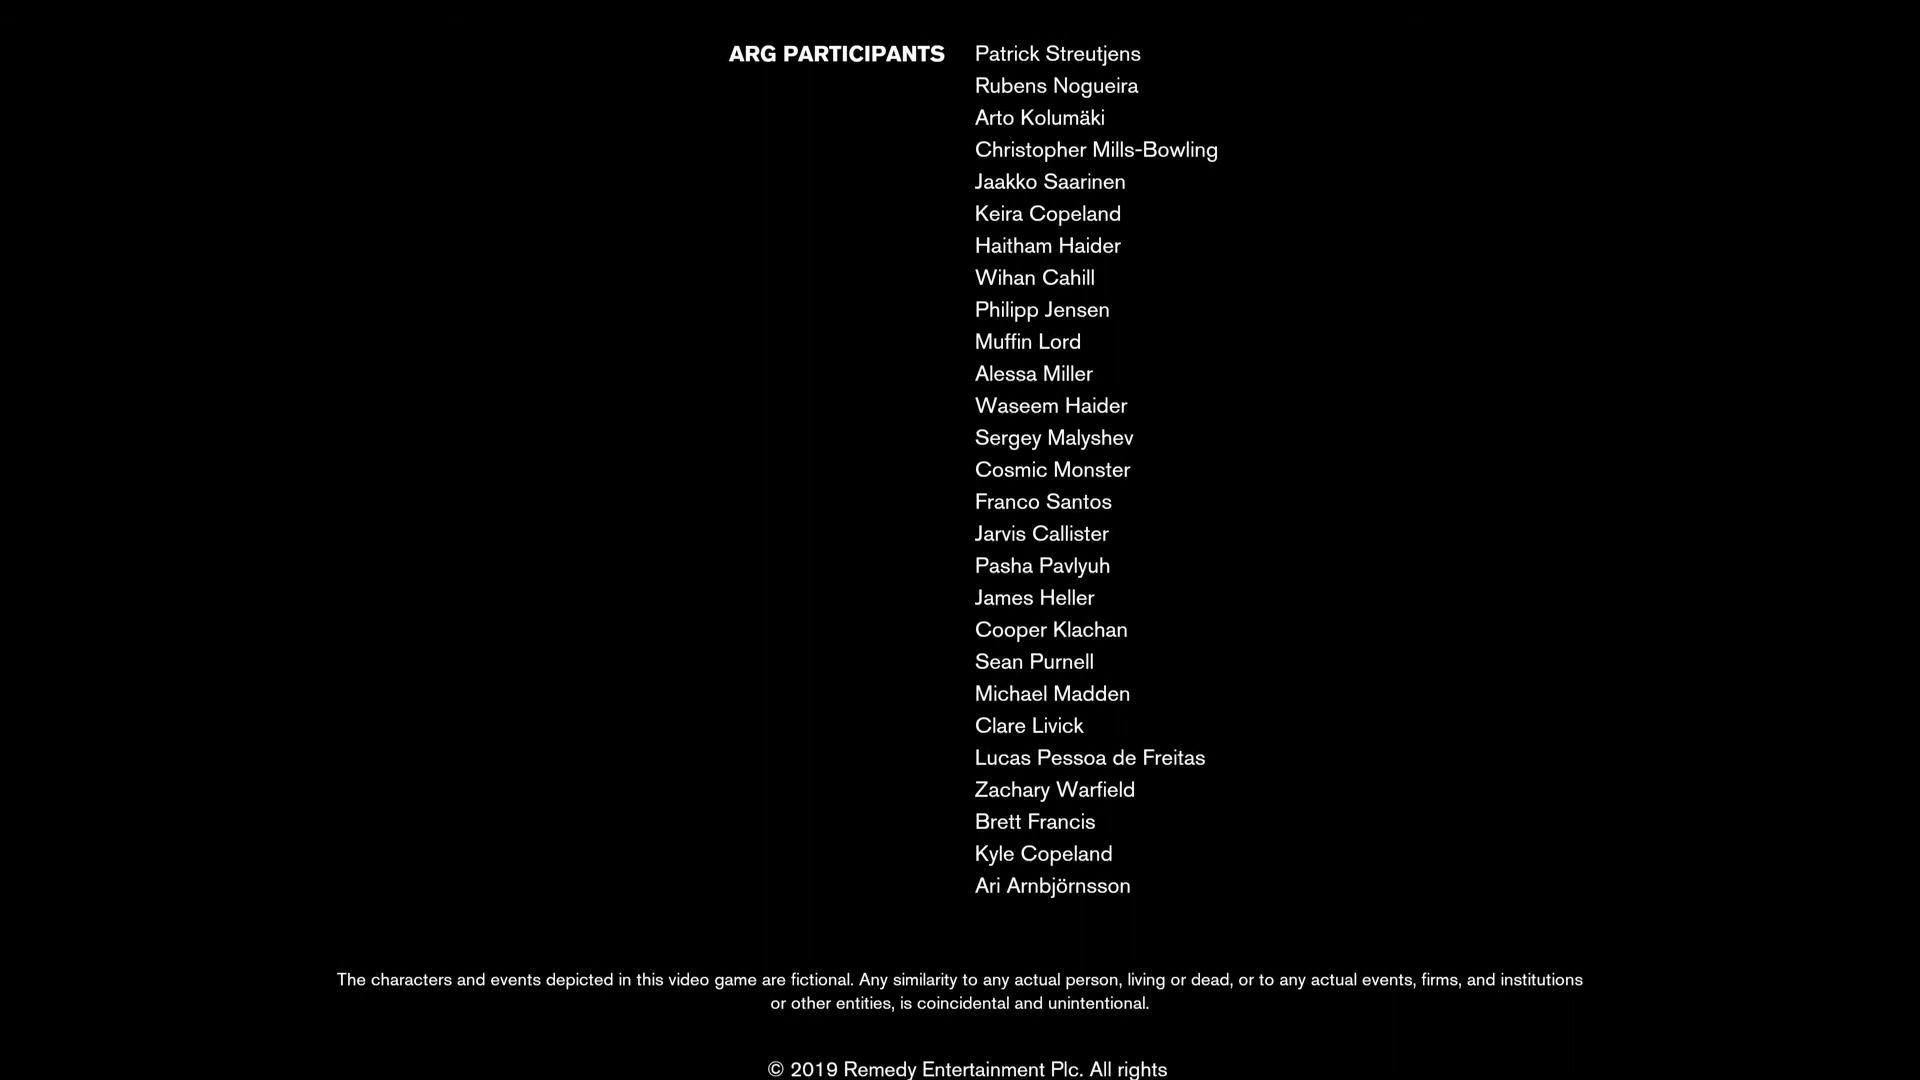 ARG PARTICIPANTS Patrick Streutjens
Rubens Nogueira
Arto Kolumäki
Christopher Mills-Bowling
Jaakko Saarinen
Keira Copeland
Haitham Haider
Wihan Cahill
Philipp Jensen
Muffin Lord
Alessa Miller
Waseem Haider
Sergey Malyshev
Cosmic Monster
Franco Santos
Jarvis Callister
Pasha Pavlyuh
James Heller
Cooper Klachan
Sean Purnell
Michael Madden
Clare Livick
Lucas Pessoa de Freitas
Zachary Warfield
Brett Francis
Kyle Copeland
Ari Arnbjörnsson
The characters and events depicted in this video game are fictional. Any similarity to any actual person, living or dead, or to any actual events, firms, and institutions
or other entities, is coincidental and unintentional.
© 2019 Remedy Entertainment Plc. All rights